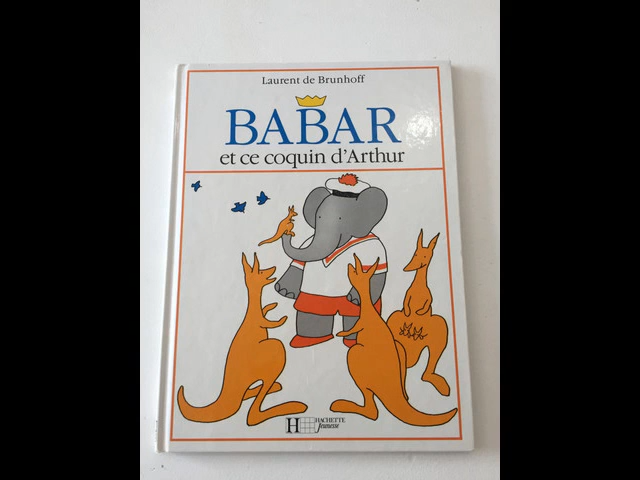 Laurent de Brunhoff
BABAR
et ce coquin d'Arthur
H HACHETTE
Jeunesse